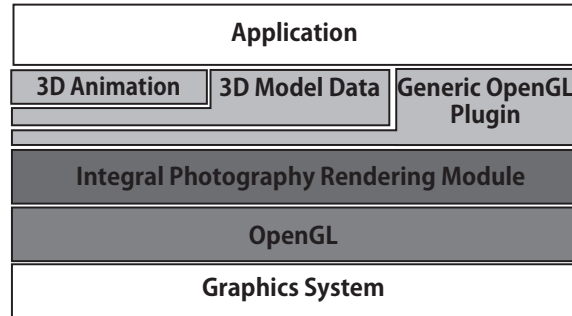 Application
3D Animation
3D Model Data
Generic OpenGL
Plugin
Integral Photography Rendering Module
OpenGL
Graphics System